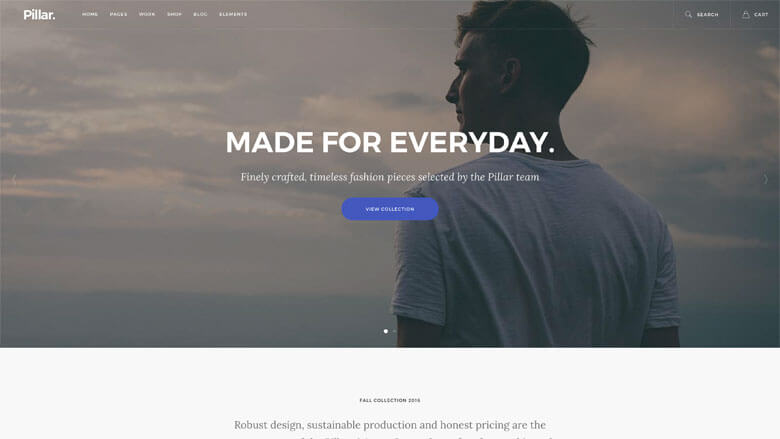 Pillar. HOME PAGES WORK SHOP BLOG ELEMENTS SEARCH CART
MADE FOR EVERYDAY.
Finely crafted, timeless fashion pieces selected by the Pillar team
VIEW COLLECTION
FALL COLLECTION 2016
Robust design, sustainable production and honest pricing are the